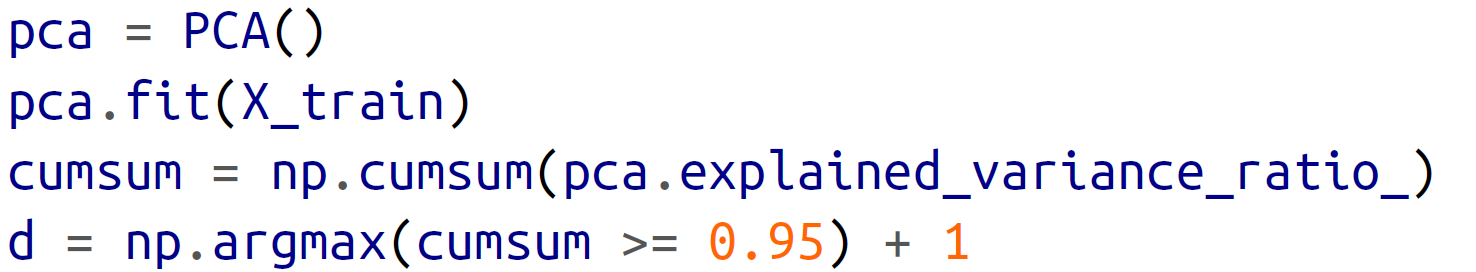 pca = PCA()
pca.fit(X_train)
cumsum = np.cumsum(pca.explained_variance_ratio_)
d = np.argmax(cumsum >= 0.95) + 1